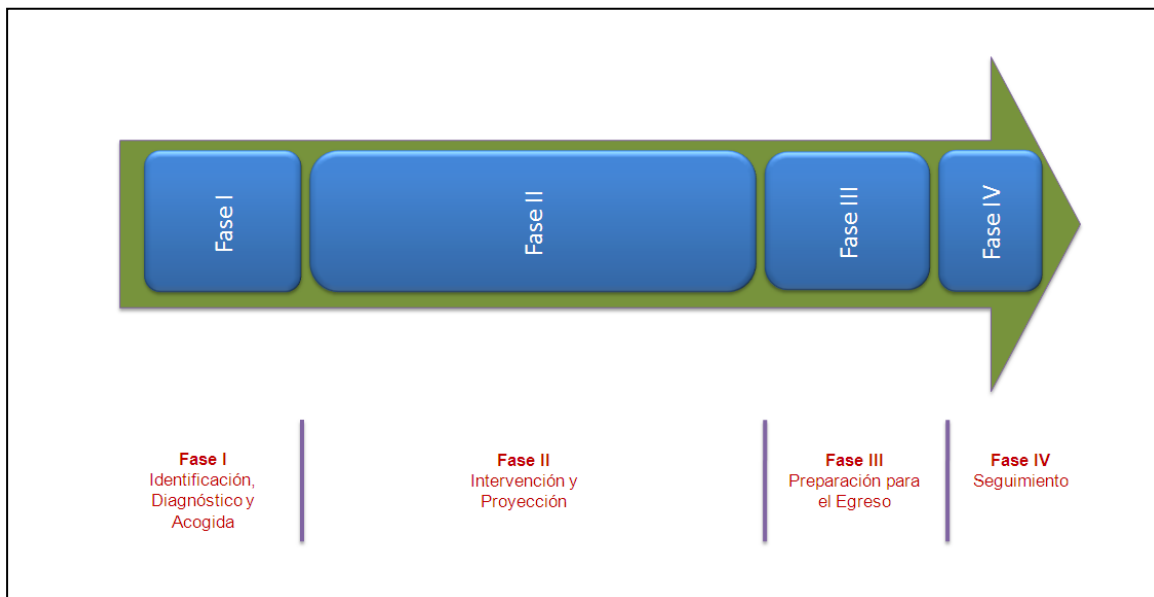 Fase I
Fase II
Fase III
Fase IV
Fase I
Identificación,
Diagnóstico y
Acogida
Fase II
Intervención y
Proyección
Fase III
Preparación para
el Egreso
Fase IV
Seguimiento